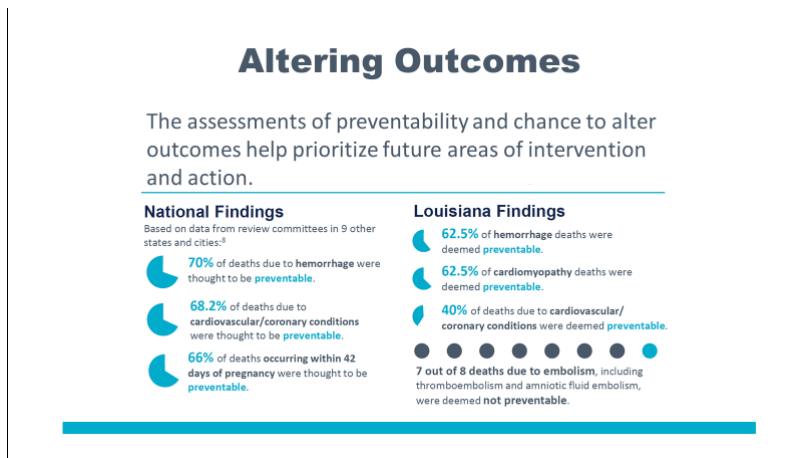 Altering Outcomes
The assessments of preventability and chance to alter
outcomes help prioritize future areas of intervention
and action.
National Findings
Based on data from review committees in 9 other
states and cities:8
70% of deaths due to hemorrhage were
thought to be preventable.
68.2% of deaths due to
cardiovascular/coronary conditions
were thought to be preventable.
66% of deaths occurring within 42
days of pregnancy were thought to be
preventable.
Louisiana Findings
62.5% of hemorrhage deaths were
deemed preventable.
62.5% of cardiomyopathy deaths were
deemed preventable.
40% of deaths due to cardiovascular/
coronary conditions were deemed preventable.
7 out of 8 deaths due to embolism, including
thromboembolism and amniotic fluid embolism,
were deemed not preventable.